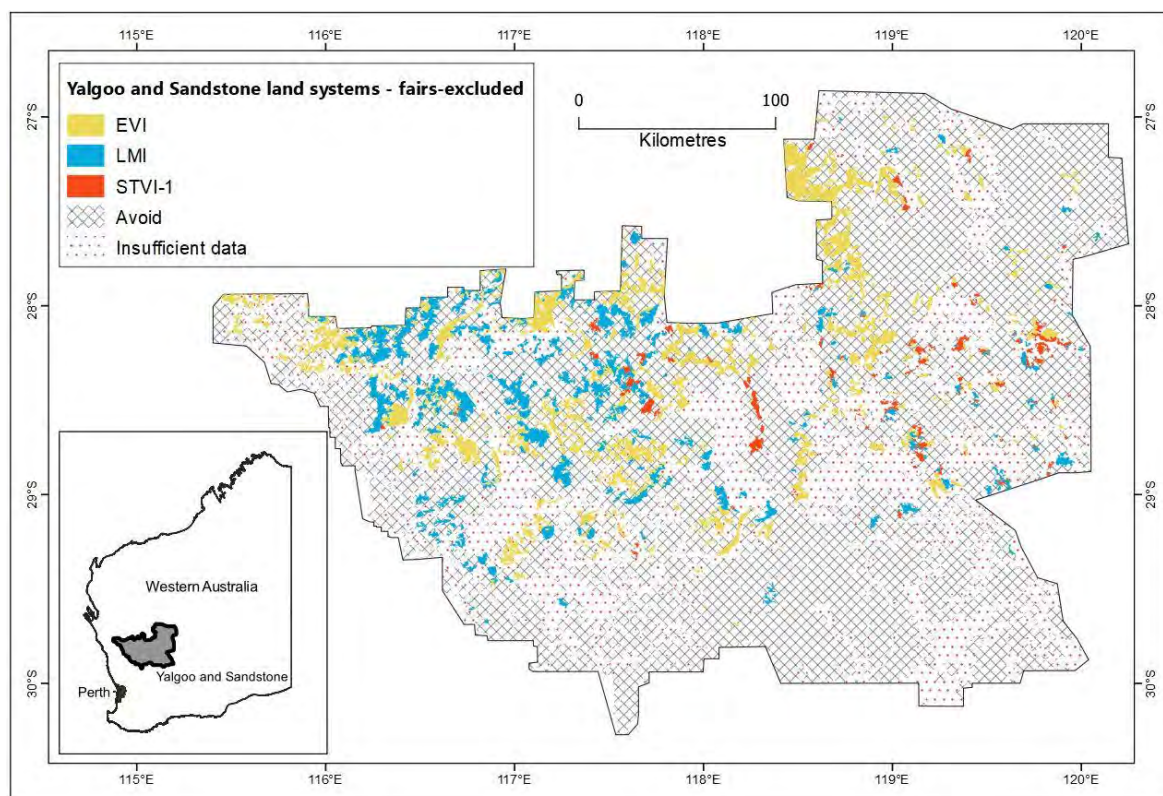 115°E 116°E 117°E 118°E 119°E 120°E
Yalgoo and Sandstone land systems - fairs-excluded
EVI
LMI
STVI-1
Avoid
Insufficient data
0 100
Kilometres
27°S 27°S
28°S 28°S
29°S 29°S
30°S 30°S
Western Australia
Yalgoo and Sandstone
Perth
115°E 116°E 117°E 118°E 119°E 120°E